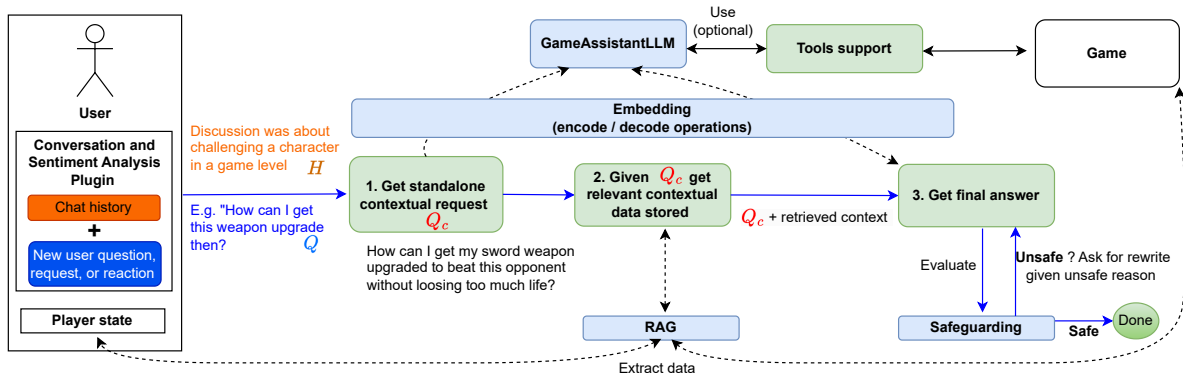 User
Conversation and
Sentiment Analysis
Plugin
Chat history
+
New user question,
request, or reaction
Player state
Discussion was about
challenging a character
in a game level H
E.g. "How can I get
this weapon upgrade
then? Q
GameAssistantLLM
Use
(optional)
Tools support
Game
Embedding
(encode / decode operations)
1. Get standalone
contextual request
Qc
How can I get my sword weapon
upgraded to beat this opponent
without loosing too much life?
2. Given Qc get
relevant contextual
data stored
Qc + retrieved context
3. Get final answer
Evaluate
Unsafe ? Ask for rewrite
given unsafe reason
RAG
Safeguarding
Safe
Done
Extract data